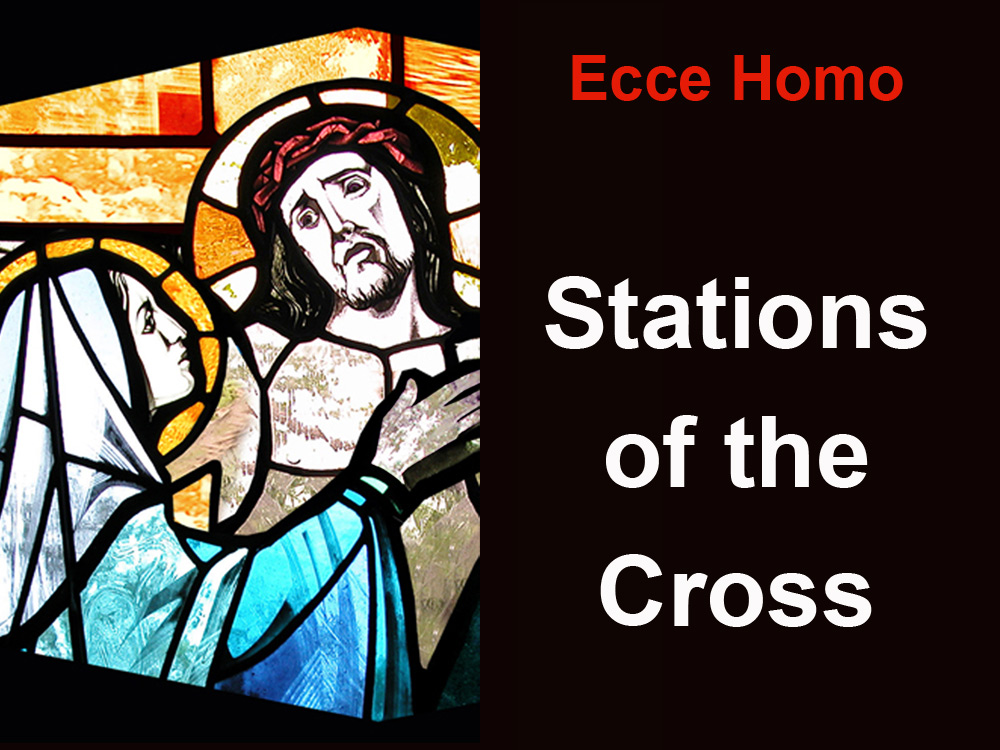 Ecce Homo
Stations
of the
Cross